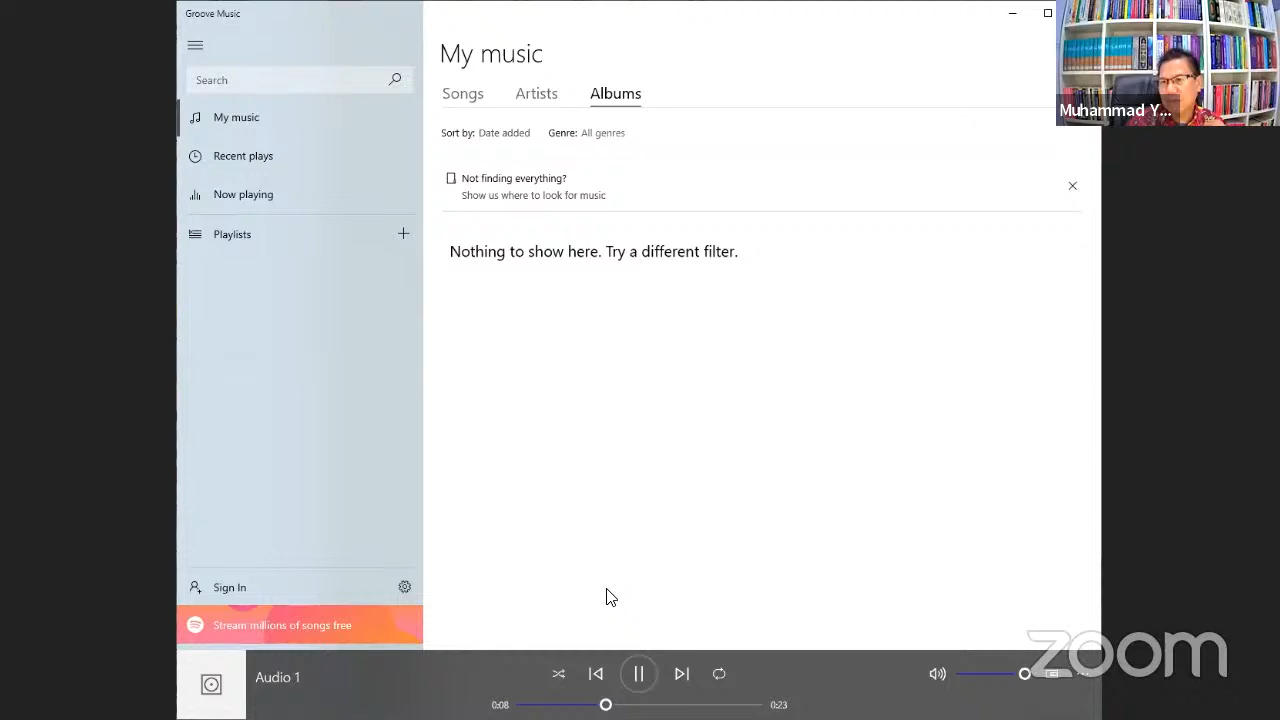 Groove Music
Search
My music
Recent plays
Now playing
Playlists
Sign In
Stream millions of songs free
My music
Songs Artists Albums
Sort by: Date added Genre: All genres
Not finding everything?
Show us where to look for music
Nothing to show here. Try a different filter.
Muhammad Y...
Audio 1
0:08
0:23
zoom